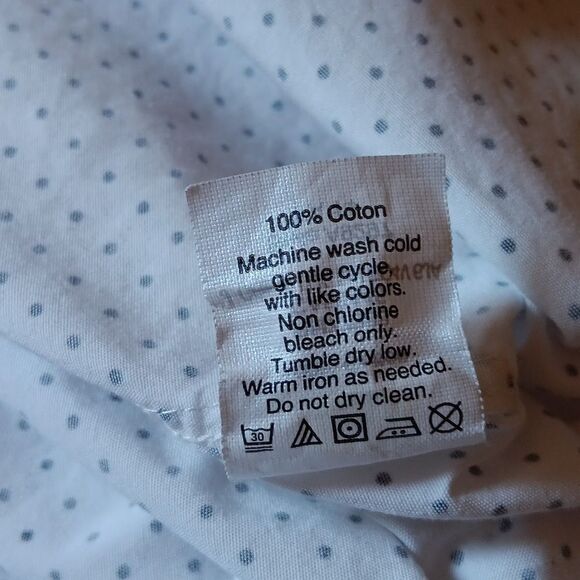 100% Coton
Machine wash cold
gentle cycle,
with like colors.
Non chlorine
bleach only.
Tumble dry low.
Warm iron as needed.
Do not dry clean.
30